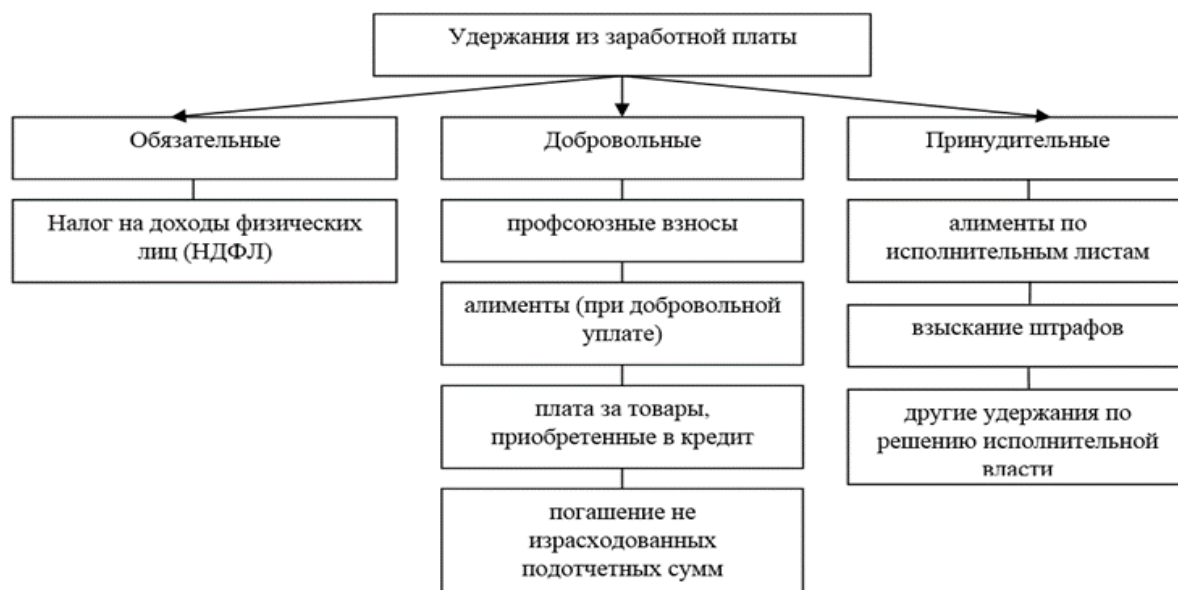 Удержания из заработной платы
Обязательные
Налог на доходы физических
лиц (НДФЛ)
Добровольные
профсоюзные взносы
алименты (при добровольной
уплате)
плата за товары,
приобретенные в кредит
погашение не
израсходованных
подотчетных сумм
Принудительные
алименты по
исполнительным листам
взыскание штрафов
другие удержания по
решению исполнительной
власти